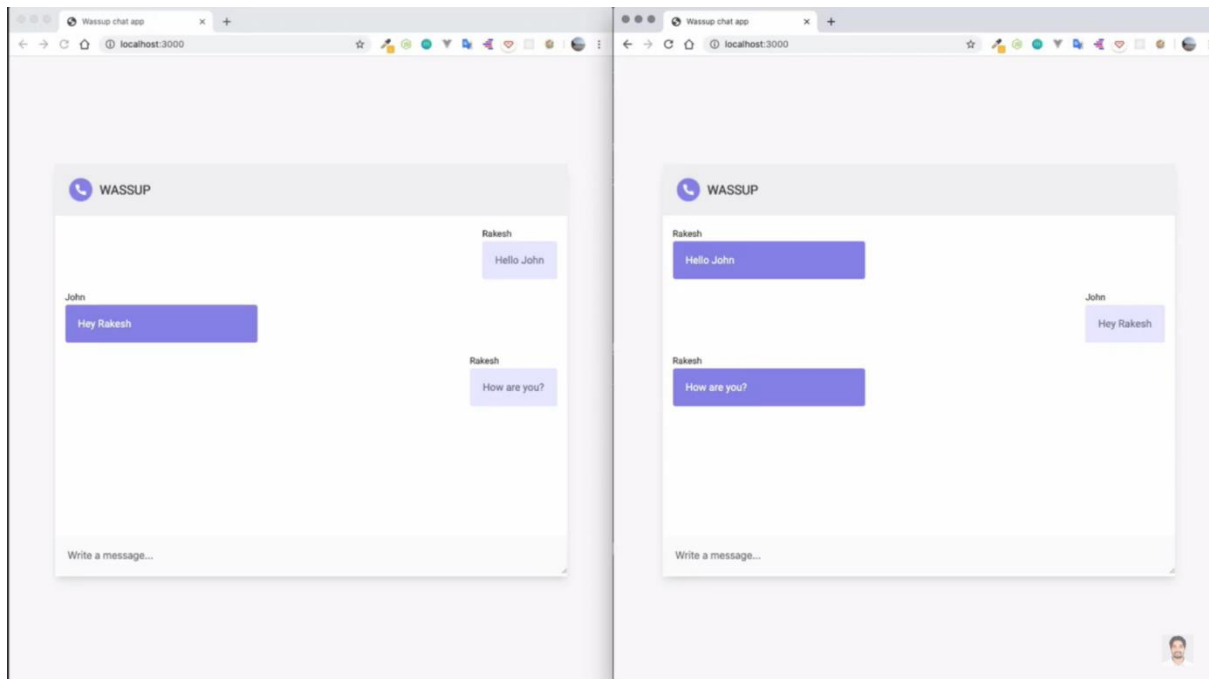 Wassup chat app
localhost:3000
WASSUP
Rakesh
Hello John
John
Hey Rakesh
Rakesh
How are you?
Write a message...
Wassup chat app
localhost:3000
WASSUP
Rakesh
Hello John
John
Hey Rakesh
Rakesh
How are you?
Write a message...